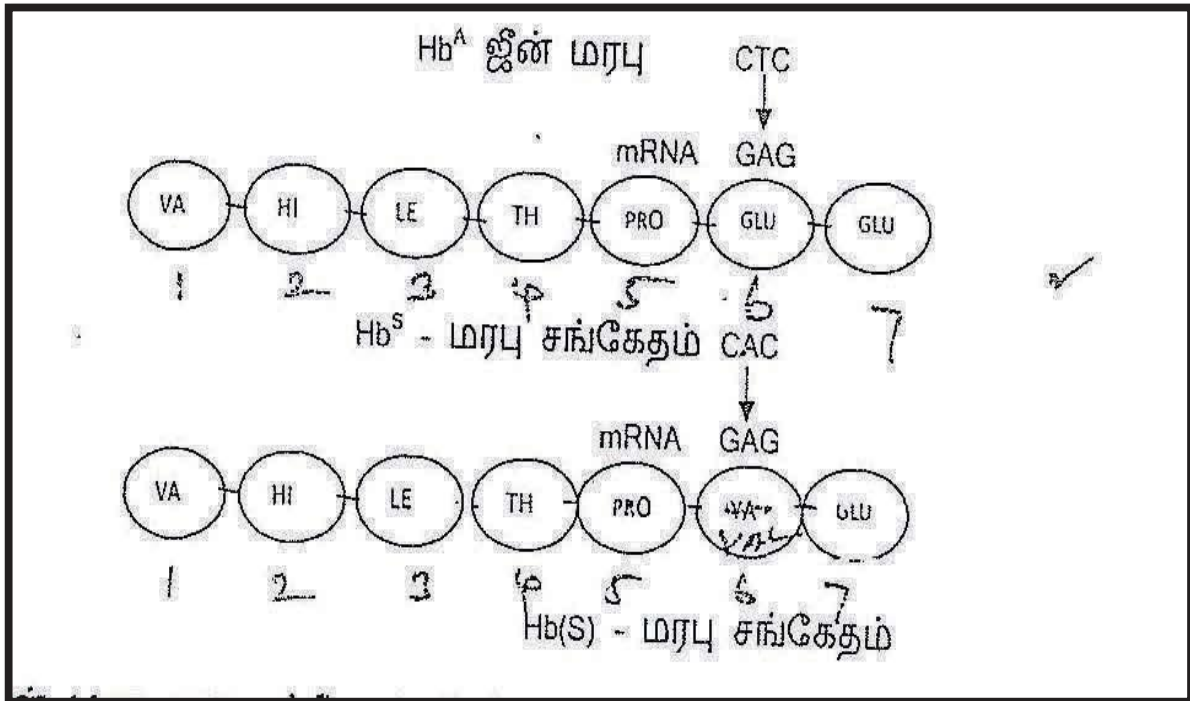 Hb^A ஜீன் மரபு CTC
mRNA GAG
VA HI LE TH PRO GLU GLU
1 2 3 4 5 6 7
Hb^S - மரபு சங்கேதம் CAC
mRNA GAG
VA HI LE TH PRO VA GLU
VAL
1 2 3 4 5 6 7
Hb(S) - மரபு சங்கேதம்